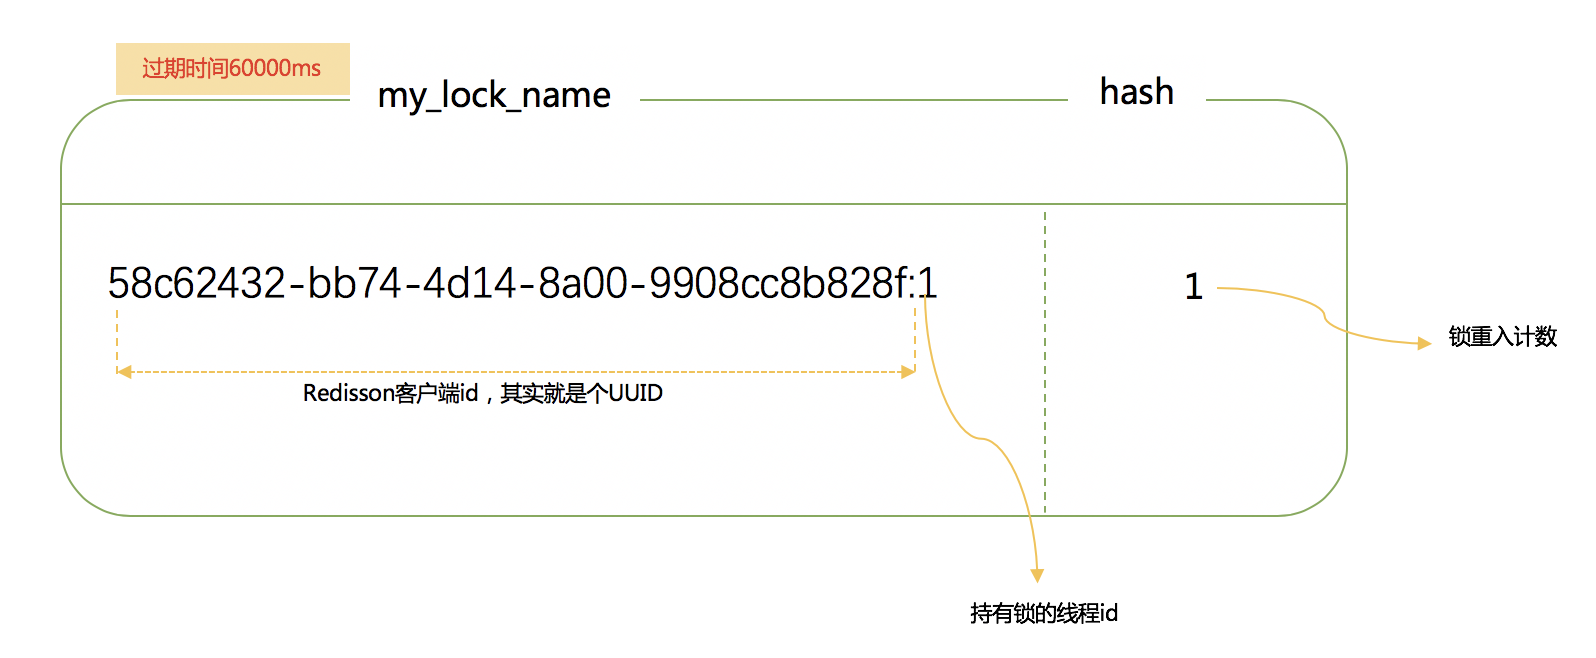 过期时间60000ms
my_lock_name
hash
58c62432-bb74-4d14-8a00-9908cc8b828f:1
1
锁重入计数
Redisson客户端id，其实就是个UUID
持有锁的线程id